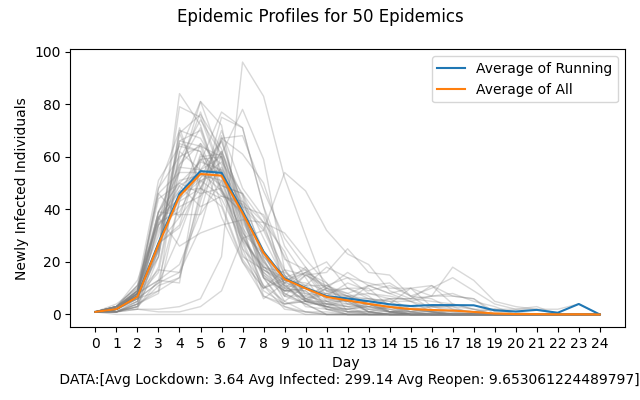 Epidemic Profiles for 50 Epidemics
100
80
60
40
20
0
Newly Infected Individuals
Average of Running
Average of All
0 1 2 3 4 5 6 7 8 9 10 11 12 13 14 15 16 17 18 19 20 21 22 23 24
Day
DATA:[Avg Lockdown: 3.64 Avg Infected: 299.14 Avg Reopen: 9.653061224489797]